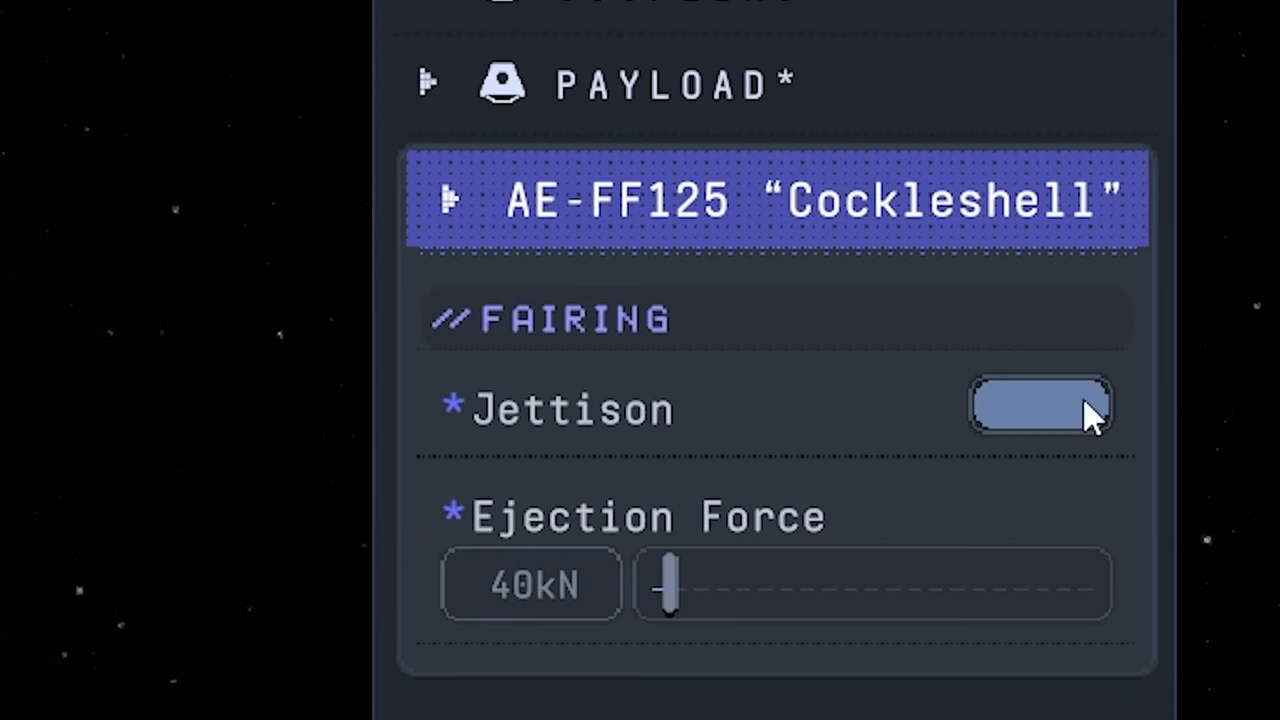 PAYLOAD*
AE-FF125 “Cockleshell”
//FAIRING
*Jettison
*Ejection Force
40kN